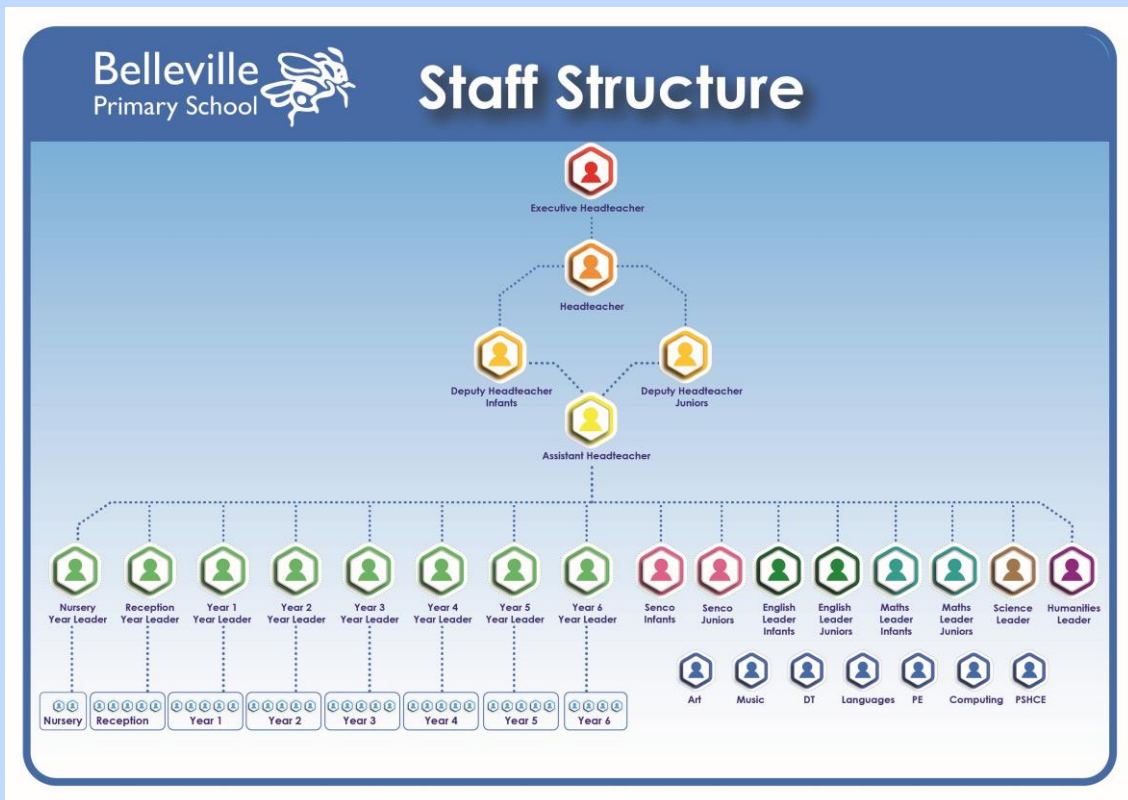 Belleville
Primary School
Staff Structure
Executive Headteacher
Headteacher
Deputy Headteacher
Infants
Deputy Headteacher
Juniors
Assistant Headteacher
Nursery
Year Leader
Reception
Year Leader
Year 1
Year Leader
Year 2
Year Leader
Year 3
Year Leader
Year 4
Year Leader
Year 5
Year Leader
Year 6
Year Leader
Senco
Infants
Senco
Juniors
English
Leader
Infants
English
Leader
Juniors
Maths
Leader
Infants
Maths
Leader
Juniors
Science
Leader
Humanities
Leader
Art
Music
DT
Languages
PE
Computing
PSHCE
Nursery
Reception
Year 1
Year 2
Year 3
Year 4
Year 5
Year 6